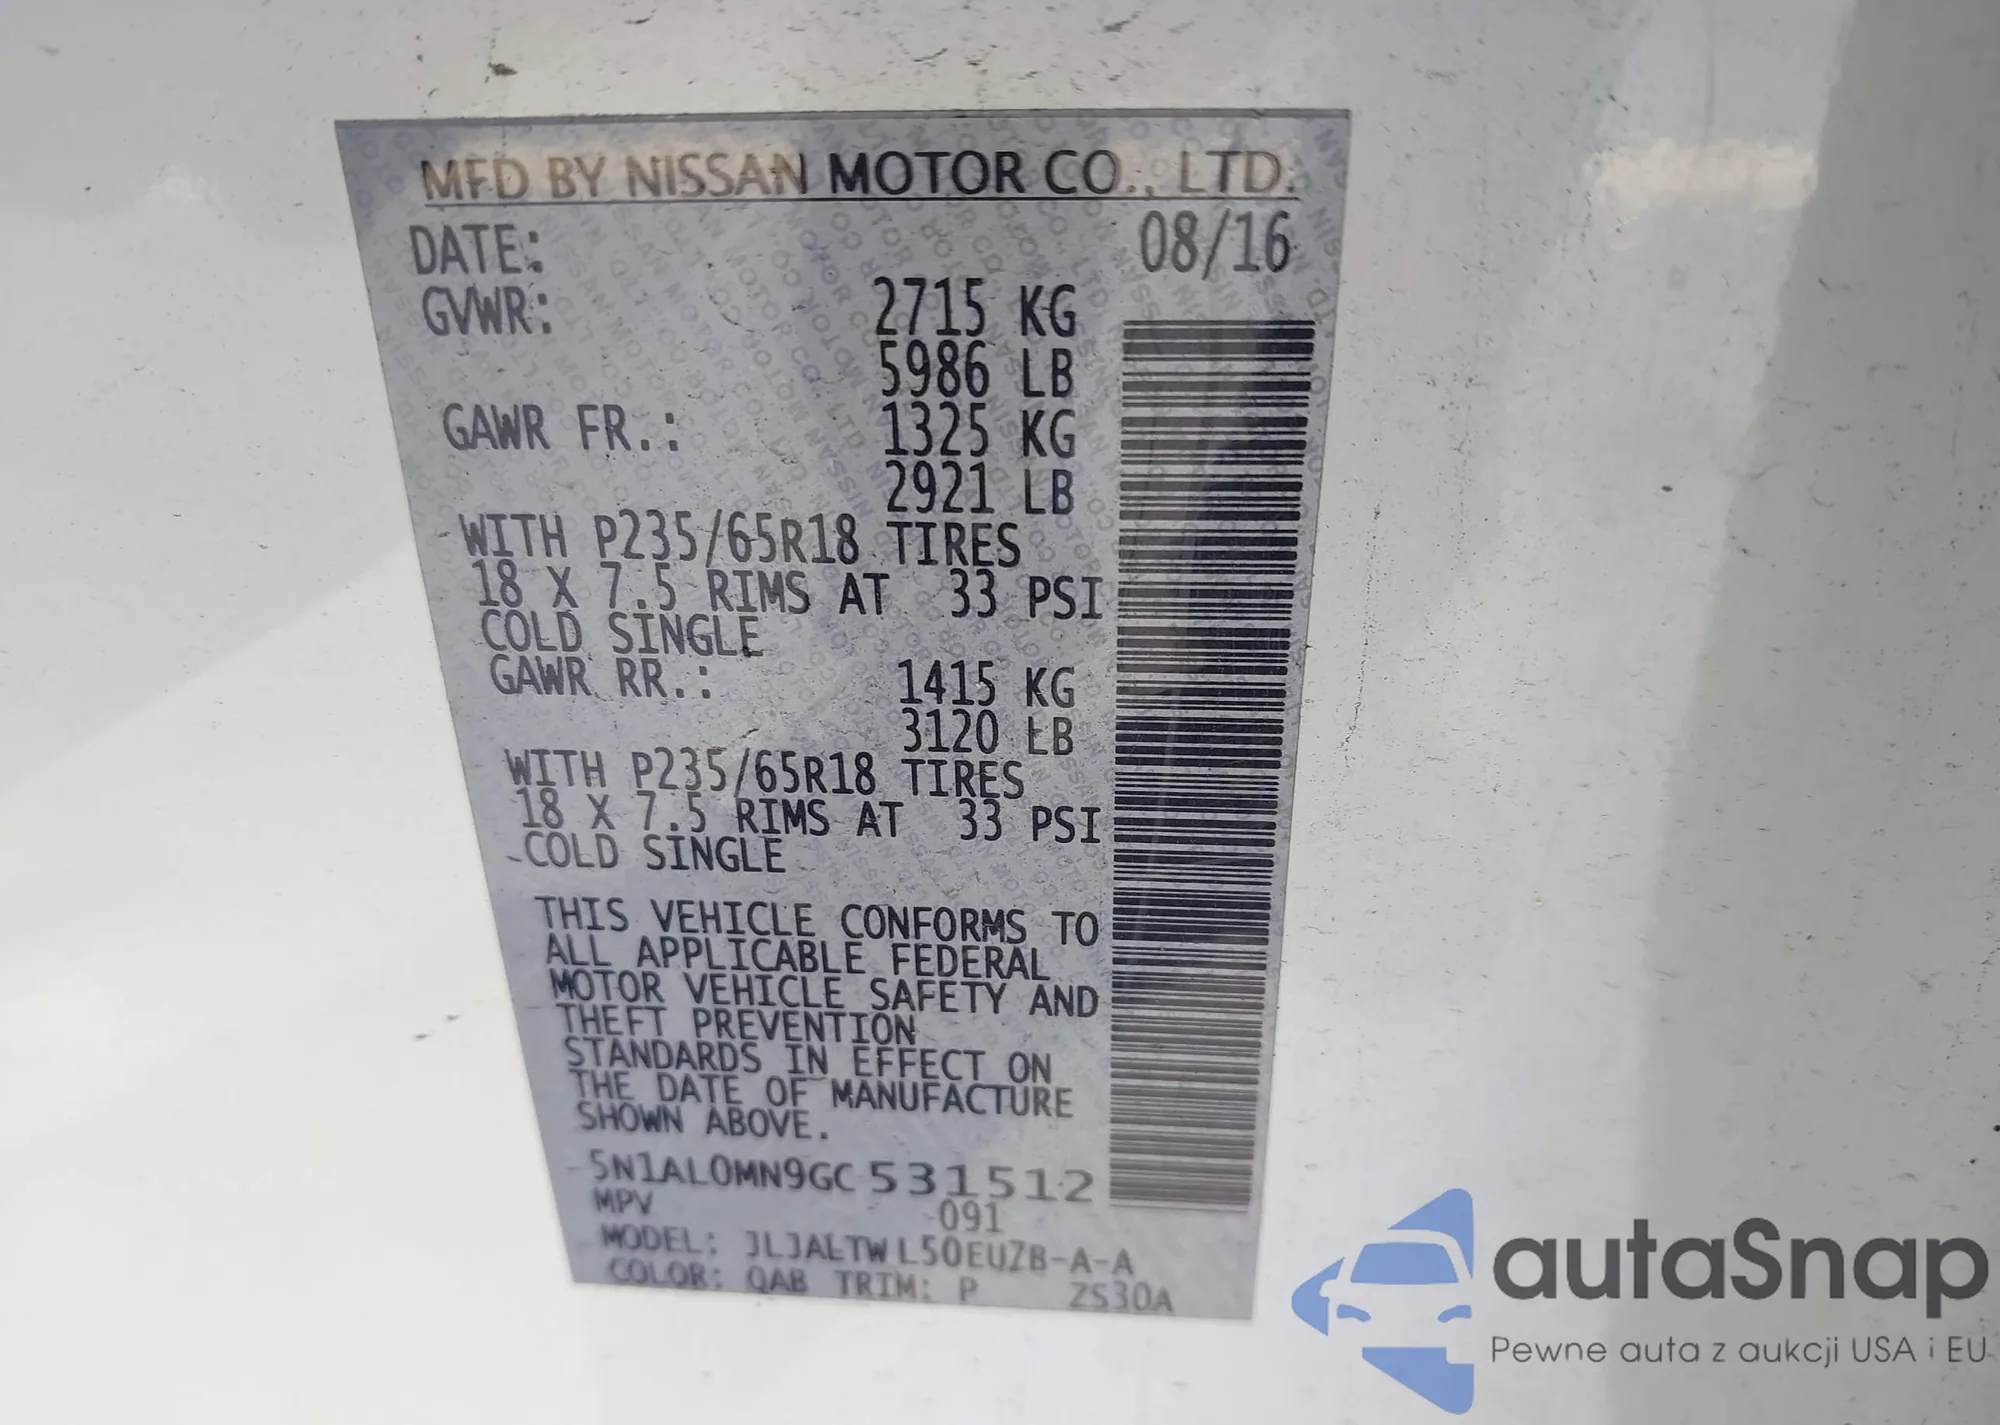 MFD BY NISSAN MOTOR CO., LTD.
DATE: 08/16
GVWR: 2715 KG
5986 LB
GAWR FR.: 1325 KG
2921 LB
WITH P235/65R18 TIRES
18 X 7.5 RIMS AT 33 PSI
COLD SINGLE
GAWR RR.: 1415 KG
3120 LB
WITH P235/65R18 TIRES
18 X 7.5 RIMS AT 33 PSI
COLD SINGLE
THIS VEHICLE CONFORMS TO
ALL APPLICABLE FEDERAL
MOTOR VEHICLE SAFETY AND
THEFT PREVENTION
STANDARDS IN EFFECT ON
THE DATE OF MANUFACTURE
SHOWN ABOVE.
5N1AL0MN9GC531512
MPV 091
MODEL: JLJALTWL50EUZB-A-A
COLOR: QAB TRIM: P ZS30A
autaSnap
Pewne auta z aukcji USA i EU